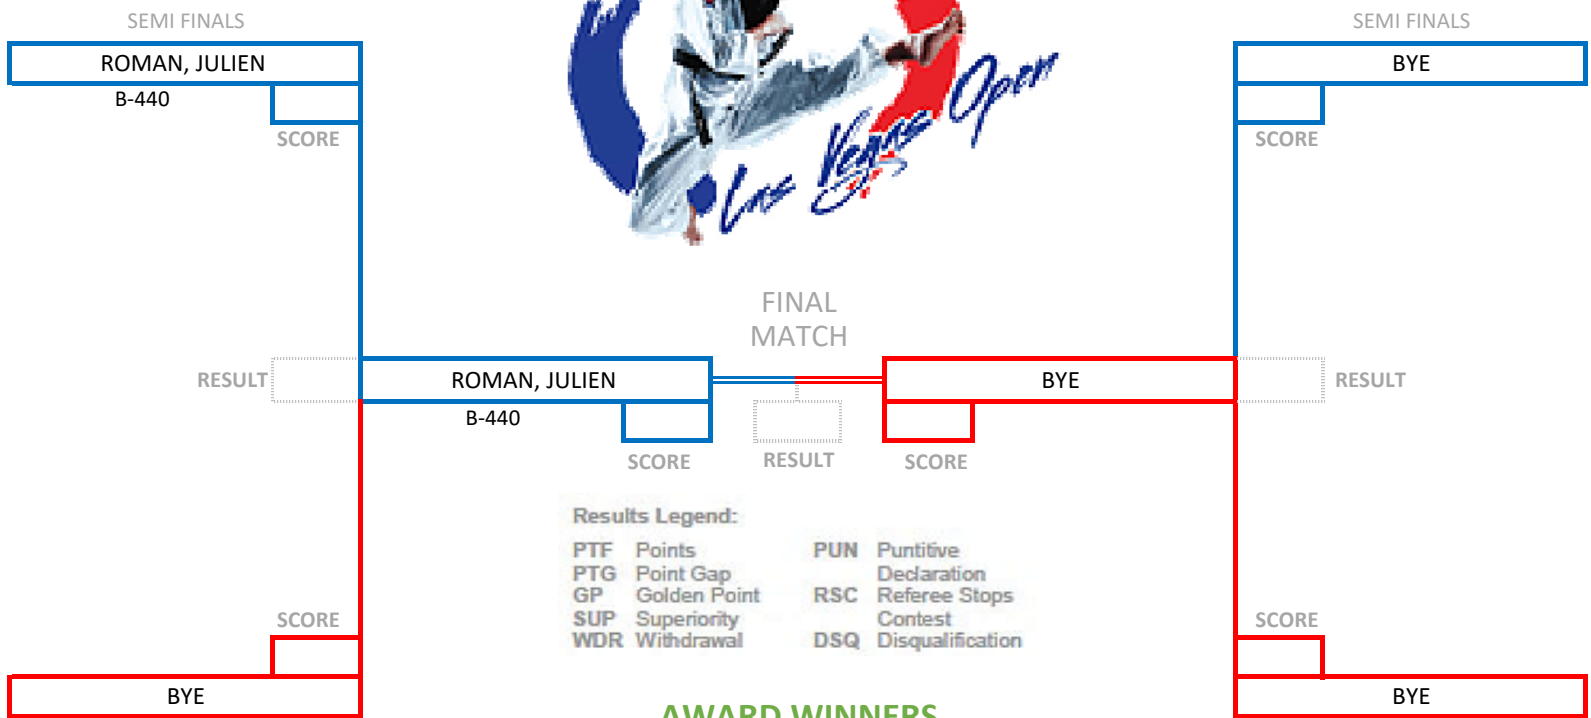 SEMI FINALS
SEMI FINALS
ROMAN, JULIEN
BYE
B-440
SCORE
SCORE
Las Vegas Open
FINAL
MATCH
RESULT
ROMAN, JULIEN
BYE
RESULT
B-440
SCORE
RESULT
SCORE
Results Legend:
PTF Points
PTG Point Gap
GP Golden Point
SUP Superiority
WDR Withdrawal
PUN Puntitive
Declaration
RSC Referee Stops
Contest
DSQ Disqualification
SCORE
SCORE
BYE
BYE
AWARD WINNERS